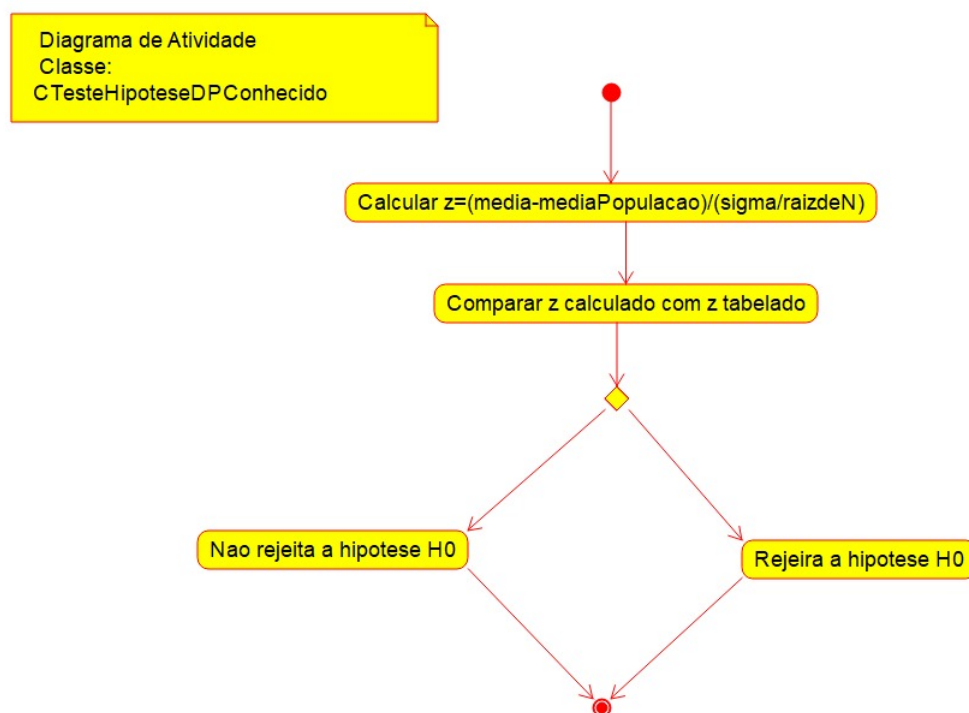 Diagrama de Atividade
Classe:
CTesteHipoteseDPConhecido
Calcular z=(media-mediaPopulacao)/(sigma/raizdeN)
Comparar z calculado com z tabelado
Nao rejeita a hipotese H0
Rejeira a hipotese H0